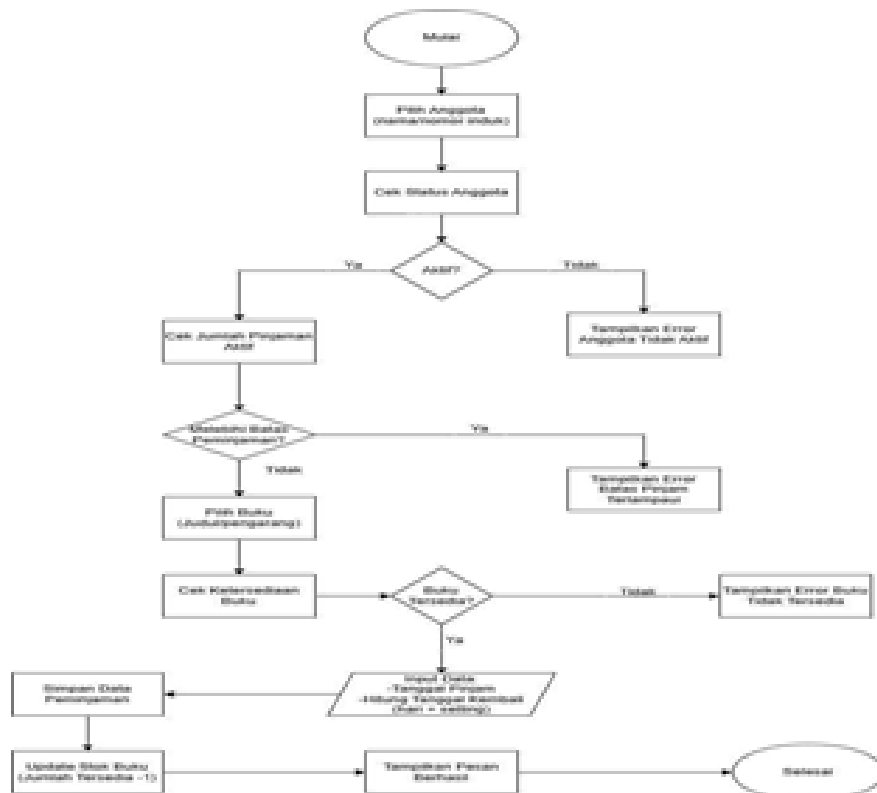 Mulai
Pilih Anggota
(nama/nomor induk)
Cek Status Anggota
Aktif?
Ya
Tidak
Cek Jumlah Pinjaman
Aktif
Tampilkan Error
Anggota Tidak Aktif
Melebihi Batas
Peminjaman?
Ya
Tidak
Tampilkan Error
Batas Pinjam
Terlampaui
Pilih Buku
(Judul/pengarang)
Cek Ketersediaan
Buku
Buku
Tersedia?
Tidak
Tampilkan Error Buku
Tidak Tersedia
Ya
Input Data
-Tanggal Pinjam
-Hitung Tanggal Kembali
(hari + setting)
Simpan Data
Peminjaman
Update Stok Buku
(Jumlah Tersedia -1)
Tampilkan Pesan
Berhasil
Selesai